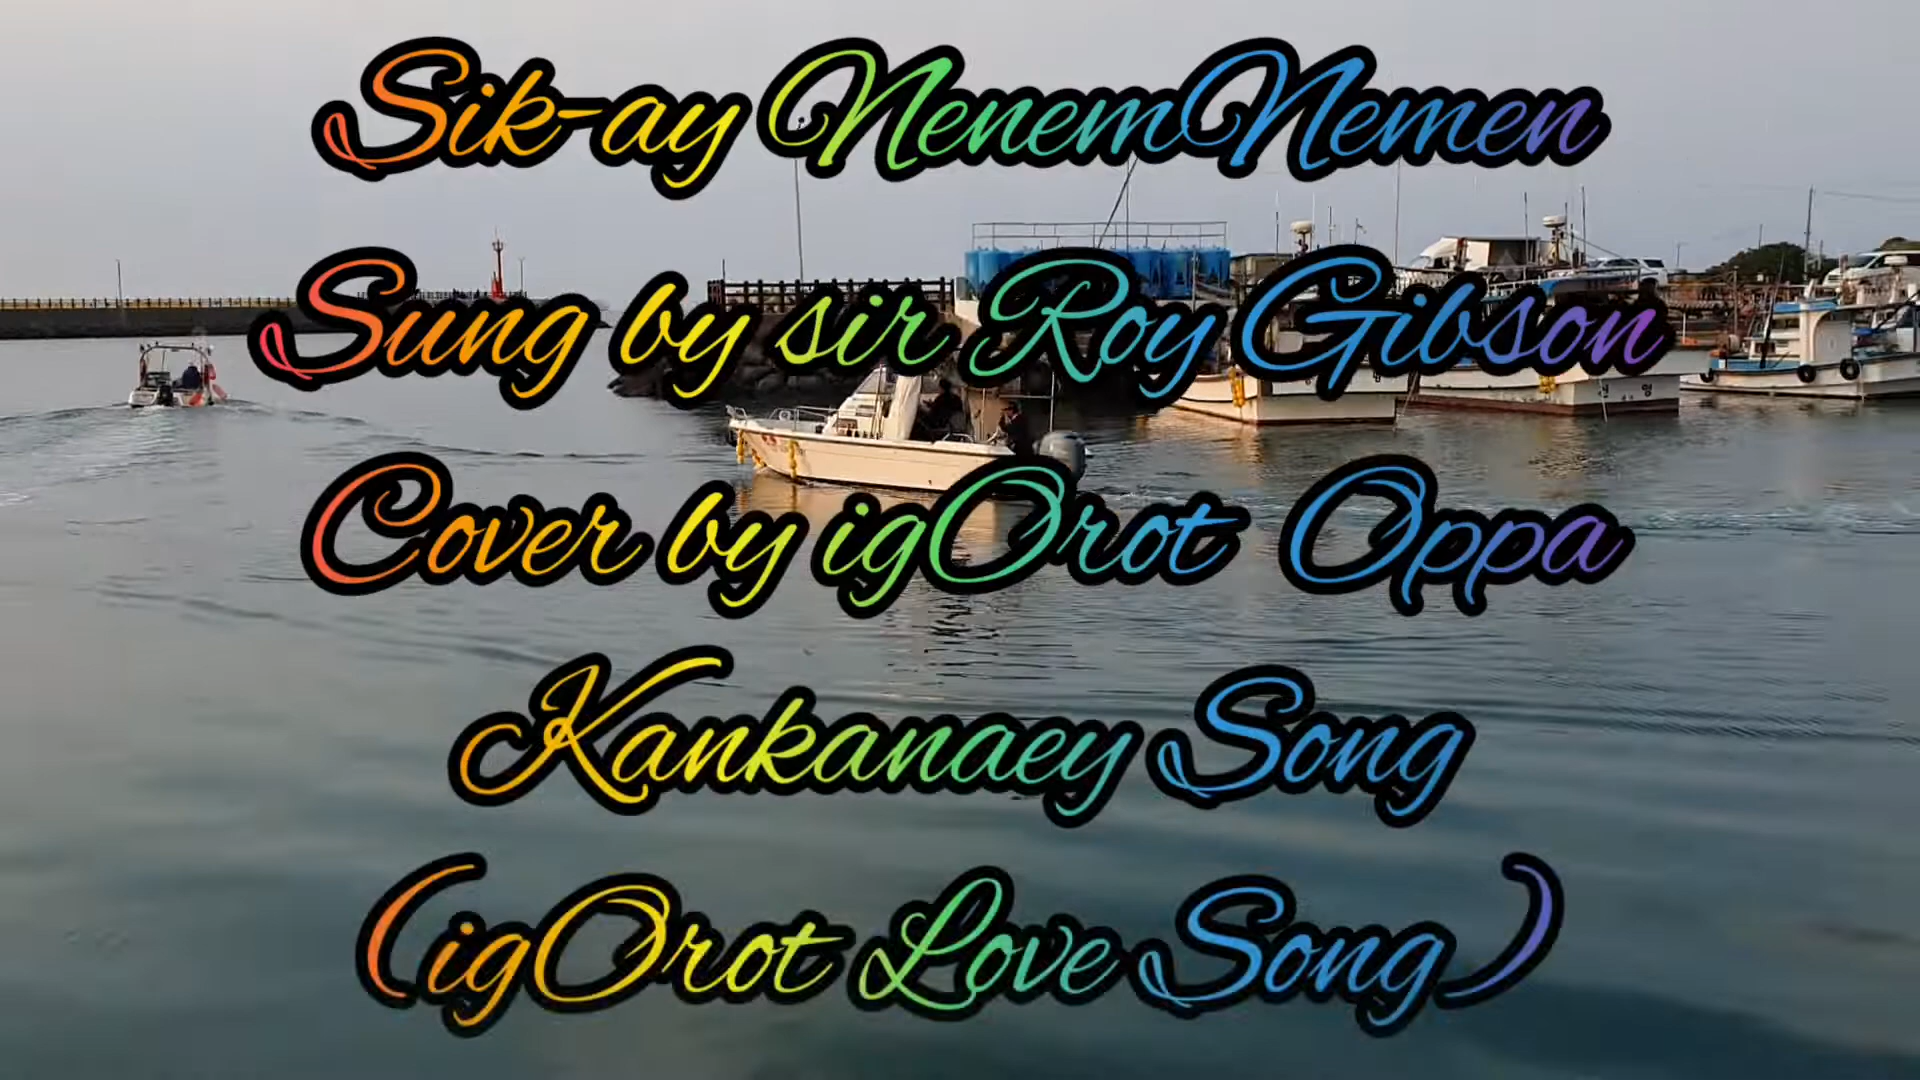 Sik-ay NenemNemen
Sung by sir Roy Gibson
Cover by igOrot Oppa
Kankanaey Song
(igOrot Love Song)